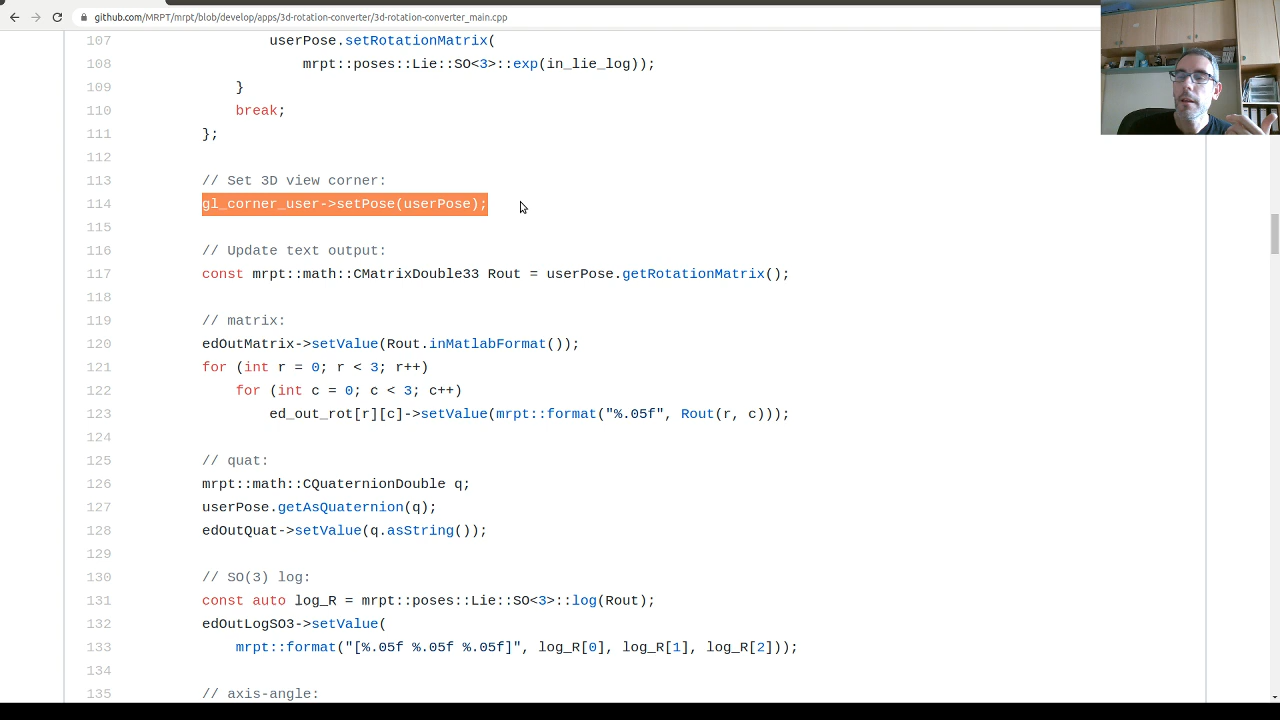 github.com/MRPT/mrpt/blob/develop/apps/3d-rotation-converter/3d-rotation-converter_main.cpp
107 userPose.setRotationMatrix(
108 mrpt::poses::Lie::SO<3>::exp(in_lie_log));
109 }
110 break;
111 };
112
113 // Set 3D view corner:
114 gl_corner_user->setPose(userPose);
115
116 // Update text output:
117 const mrpt::math::CMatrixDouble33 Rout = userPose.getRotationMatrix();
118
119 // matrix:
120 edOutMatrix->setValue(Rout.inMatlabFormat());
121 for (int r = 0; r < 3; r++)
122 for (int c = 0; c < 3; c++)
123 ed_out_rot[r][c]->setValue(mrpt::format("%.05f", Rout(r, c)));
124
125 // quat:
126 mrpt::math::CQuaternionDouble q;
127 userPose.getAsQuaternion(q);
128 edOutQuat->setValue(q.asString());
129
130 // SO(3) log:
131 const auto log_R = mrpt::poses::Lie::SO<3>::log(Rout);
132 edOutLogSO3->setValue(
133 mrpt::format("[%.05f %.05f %.05f]", log_R[0], log_R[1], log_R[2]));
134
135 // axis-angle: